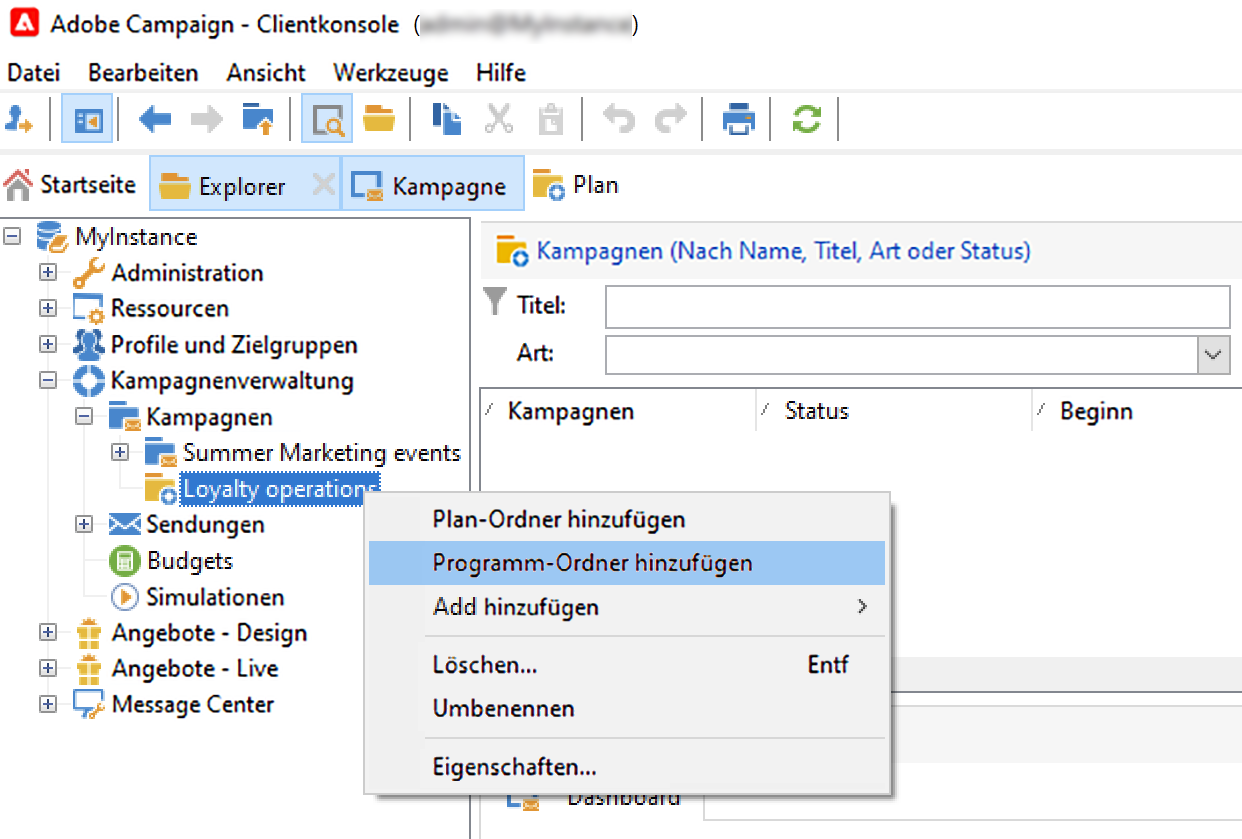 Adobe Campaign - Clientkonsole ( )
Datei Bearbeiten Ansicht Werkzeuge Hilfe
Startseite Explorer Kampagne Plan
MyInstance
Administration
Ressourcen
Profile und Zielgruppen
Kampagnenverwaltung
Kampagnen
Summer Marketing events
Loyalty operations
Sendungen
Budgets
Simulationen
Angebote - Design
Angebote - Live
Message Center
Kampagnen (Nach Name, Titel, Art oder Status)
Titel:
Art:
Kampagnen Status Beginn
Plan-Ordner hinzufügen
Programm-Ordner hinzufügen
Add hinzufügen
Löschen... Entf
Umbenennen
Eigenschaften...
Dashboard